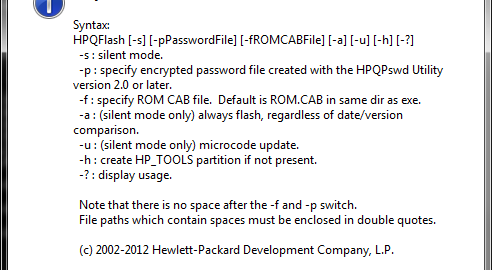 Syntax:
HPQFlash [-s] [-pPasswordFile] [-fROMCABFile] [-a] [-u] [-h] [-?]
-s : silent mode.
-p : specify encrypted password file created with the HPQPswd Utility
version 2.0 or later.
-f : specify ROM CAB file.  Default is ROM.CAB in same dir as exe.
-a : (silent mode only) always flash, regardless of date/version
comparison.
-u : (silent mode only) microcode update.
-h : create HP_TOOLS partition if not present.
-? : display usage.
Note that there is no space after the -f and -p switch.
File paths which contain spaces must be enclosed in double quotes.
(c) 2002-2012 Hewlett-Packard Development Company, L.P.